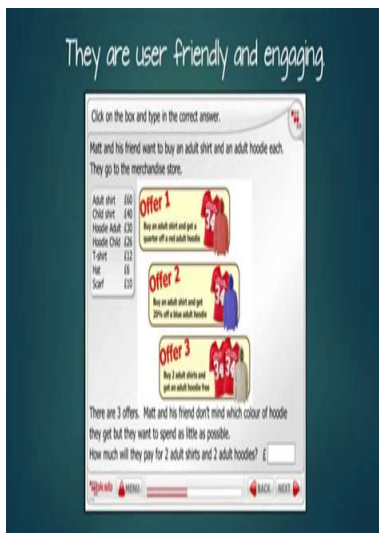 They are user friendly and engaging.
Click on the box and type in the correct answer.
Matt and his friend want to buy an adult shirt and an adult hoodie each.
They go to the merchandise store.
Adult shirt £60
Child shirt £40
Hoodie Adult £30
Hoodie Child £26
T-shirt £12
Hat £6
Scarf £10
Offer 1
Buy an adult shirt and get a
quarter off a red adult hoodie
Offer 2
Buy an adult shirt and get
20% off a blue adult hoodie
Offer 3
Buy 2 adult shirts and
get an adult hoodie free
There are 3 offers. Matt and his friend don't mind which colour of hoodie
they get but they want to spend as little as possible.
How much will they pay for 2 adult shirts and 2 adult hoodies? £
MENU
BACK
NEXT